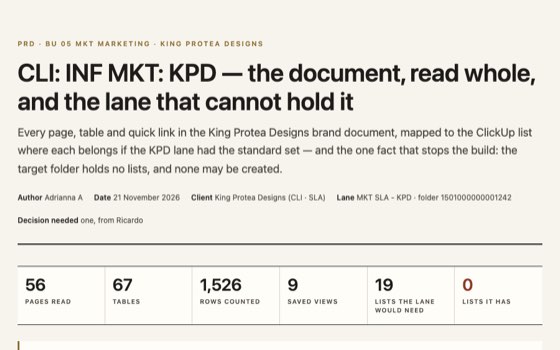 PRD · BU 05 MKT MARKETING · KING PROTEA DESIGNS
CLI: INF MKT: KPD — the document, read whole,
and the lane that cannot hold it
Every page, table and quick link in the King Protea Designs brand document, mapped to the ClickUp list
where each belongs if the KPD lane had the standard set — and the one fact that stops the build: the
target folder holds no lists, and none may be created.
Author Adrianna A Date 21 November 2026 Client King Protea Designs (CLI · SLA) Lane MKT SLA - KPD · folder 1501000000001242
Decision needed one, from Ricardo
56 67 1,526 9 19 0
PAGES READ TABLES ROWS COUNTED SAVED VIEWS LISTS THE LANE LISTS IT HAS
WOULD NEED